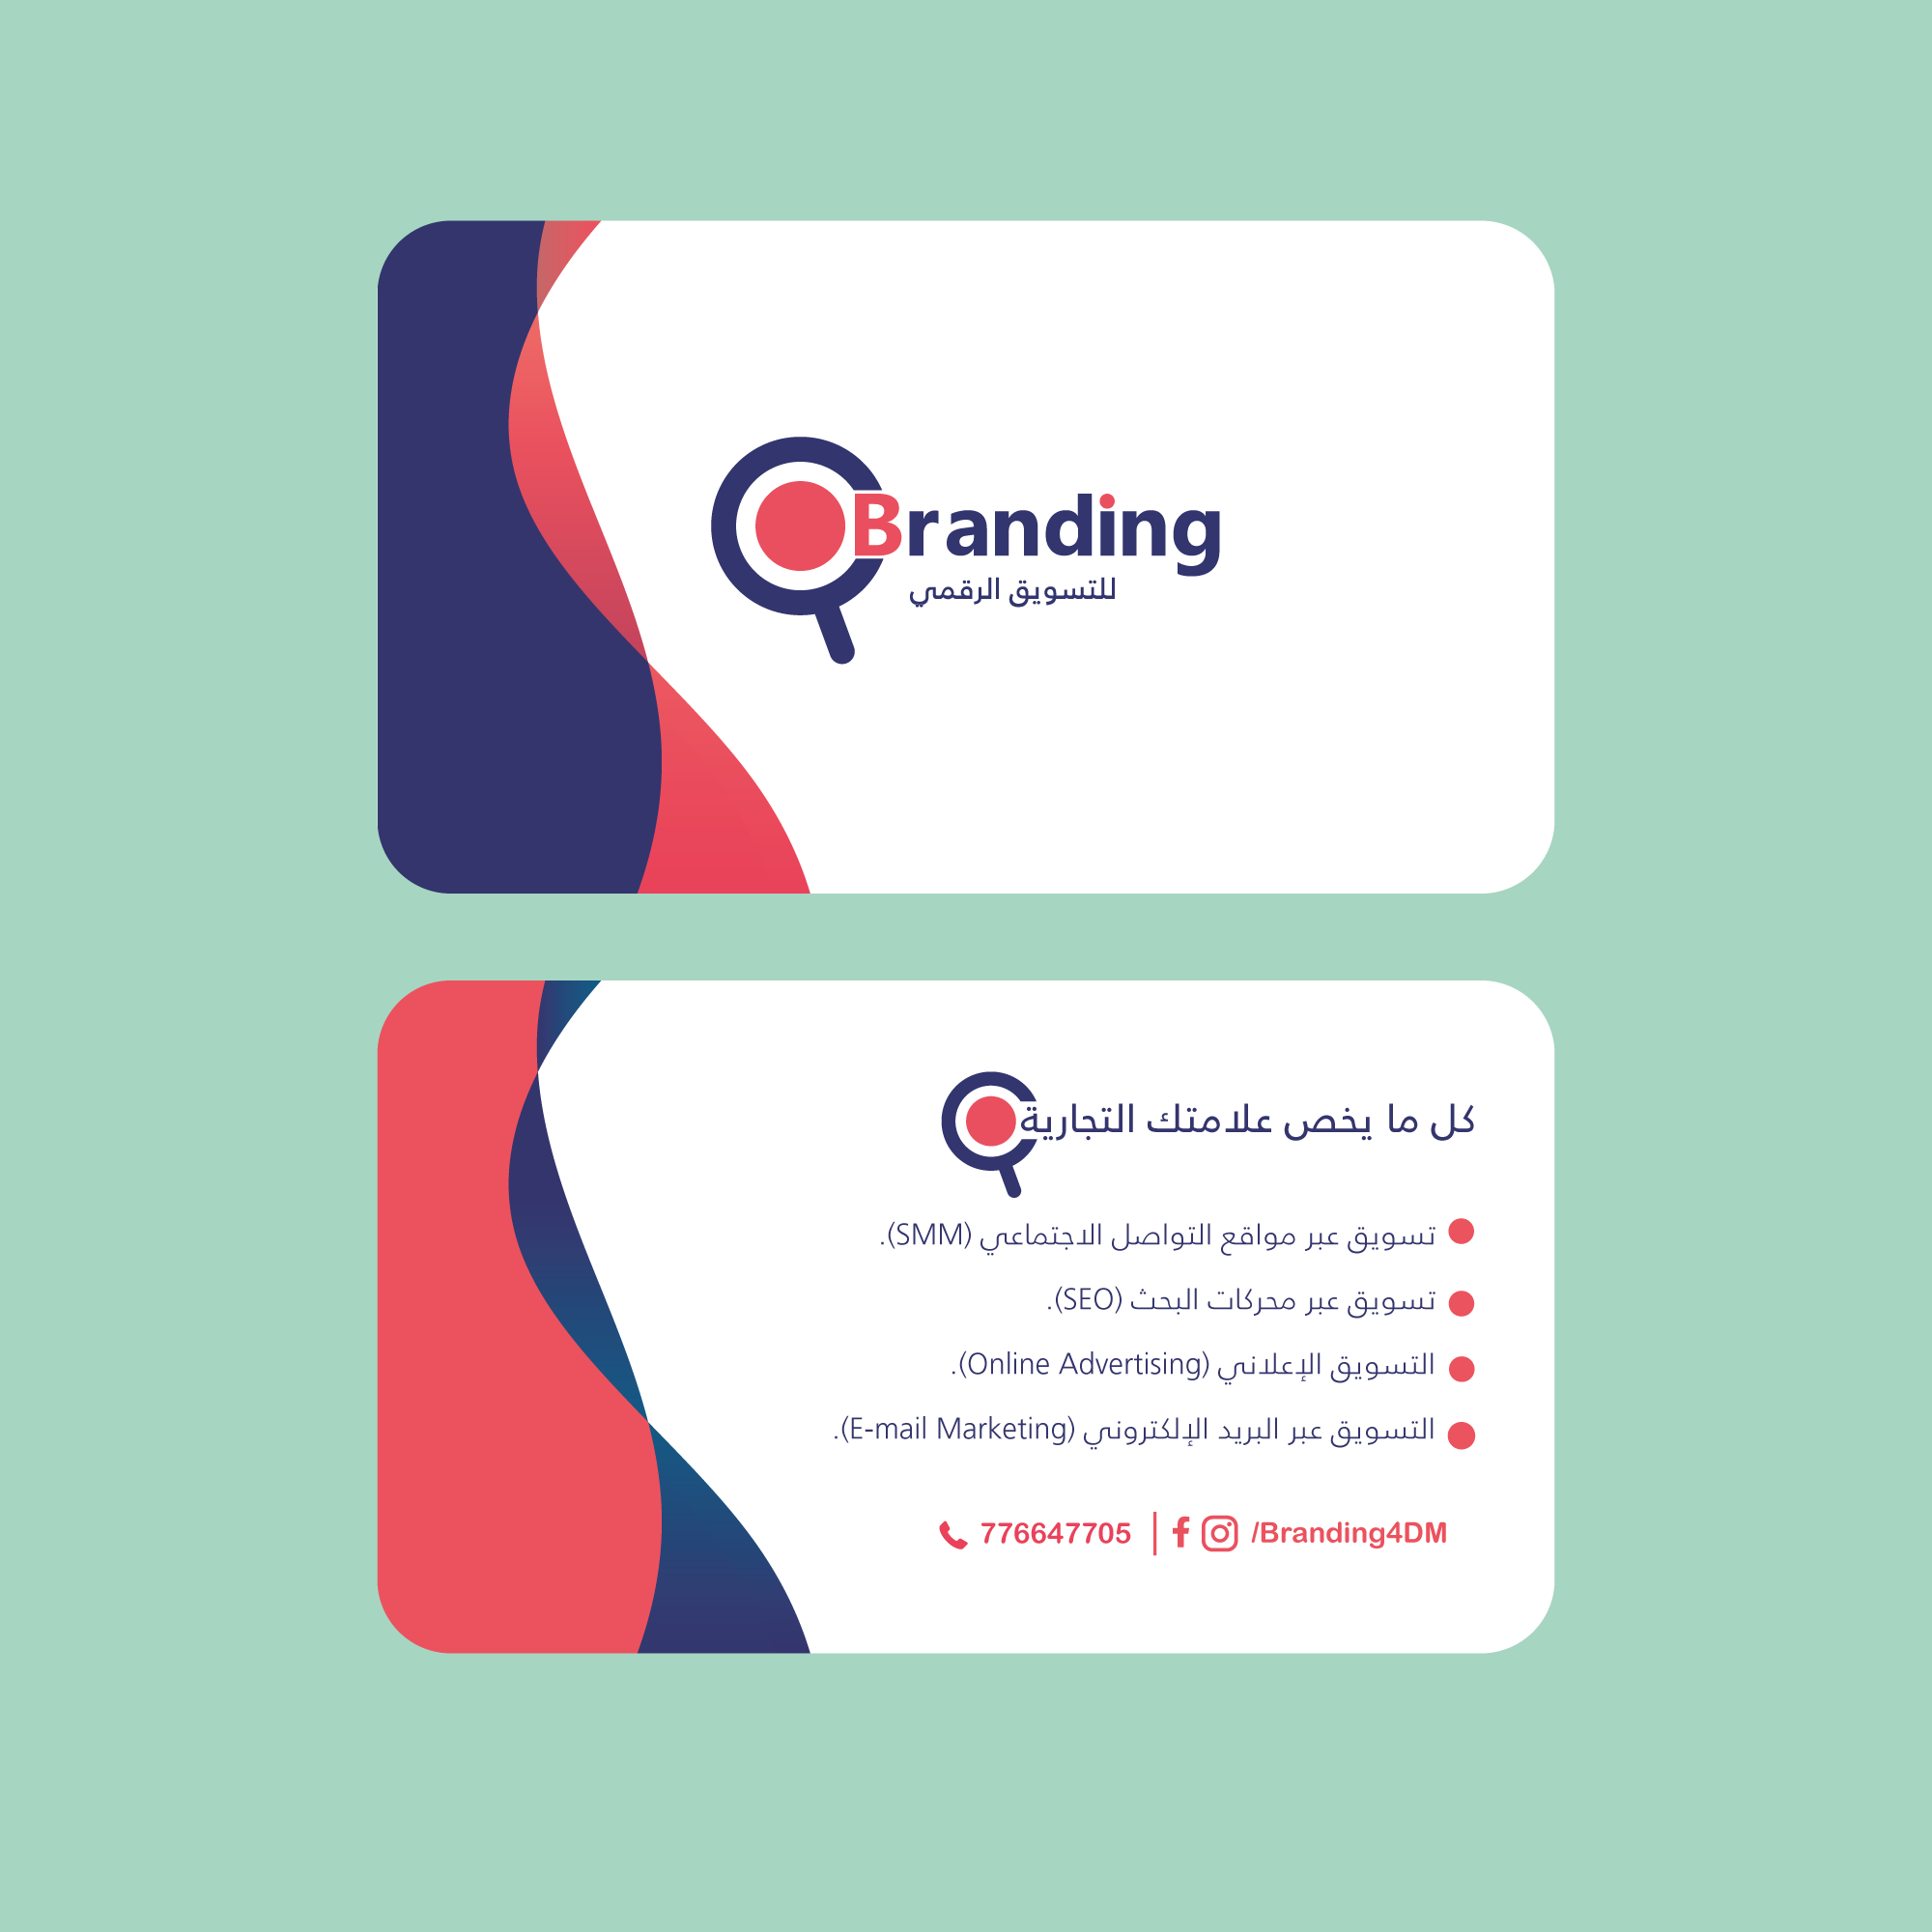 Branding
للتسويق الرقمي
كل ما يخص علامتك التجارية
تسويق عبر مواقع التواصل الاجتماعي (SMM).
تسويق عبر محركات البحث (SEO).
التسويق الإعلاني (Online Advertising).
التسويق عبر البريد الإلكتروني (E-mail Marketing).
776647705 | /Branding4DM